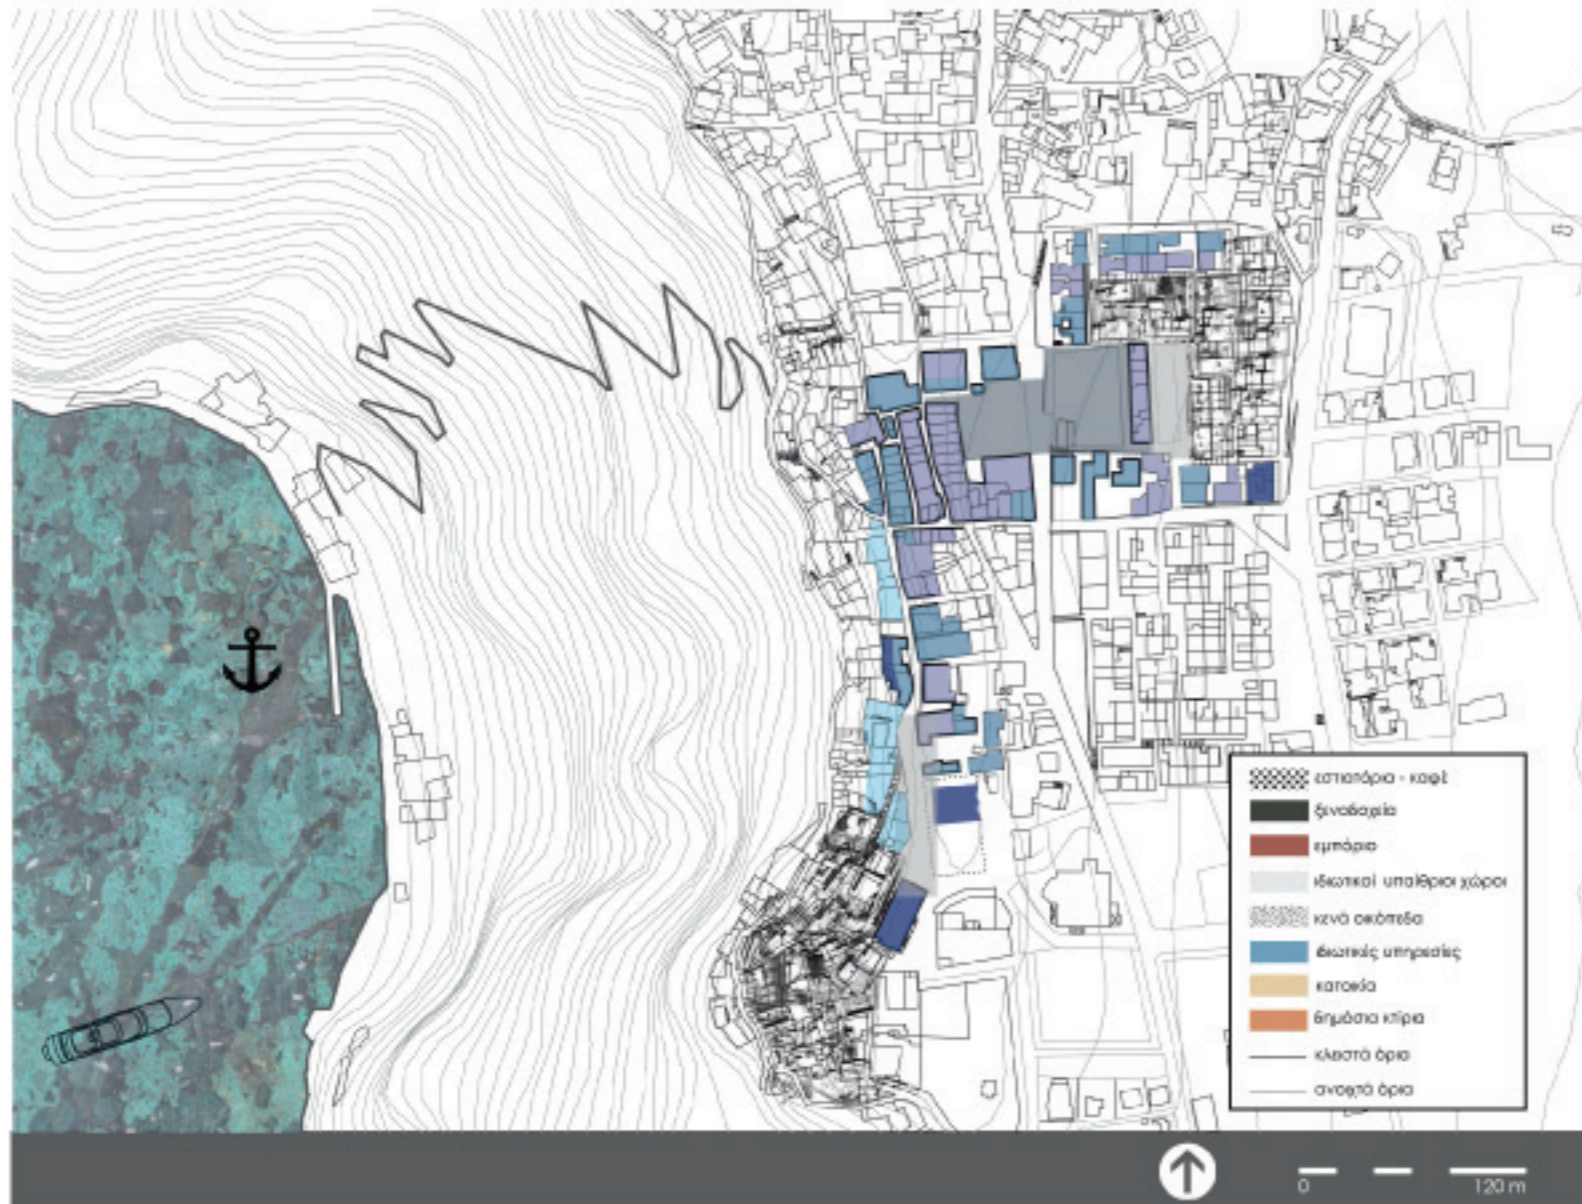 εστιατόρια - καφέ
ξενοδοχεία
εμπόριο
ιδιωτικοί υπαίθριοι χώροι
κενά οικόπεδα
ιδιωτικές υπηρεσίες
κατοικία
δημόσια κτίρια
κλειστά όρια
ανοιχτά όρια
0 120 m